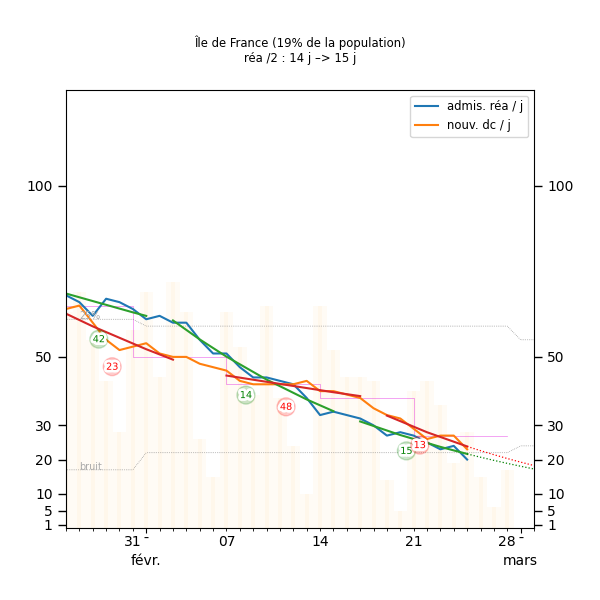 Île de France (19% de la population)
réa /2 : 14 j –> 15 j
admis. réa / j
nouv. dc / j
100
100
50
50
30
30
20
20
10
10
5
5
1
1
42
23
14
48
15
13
bruit
31 - 07 14 21 28 -
févr. mars